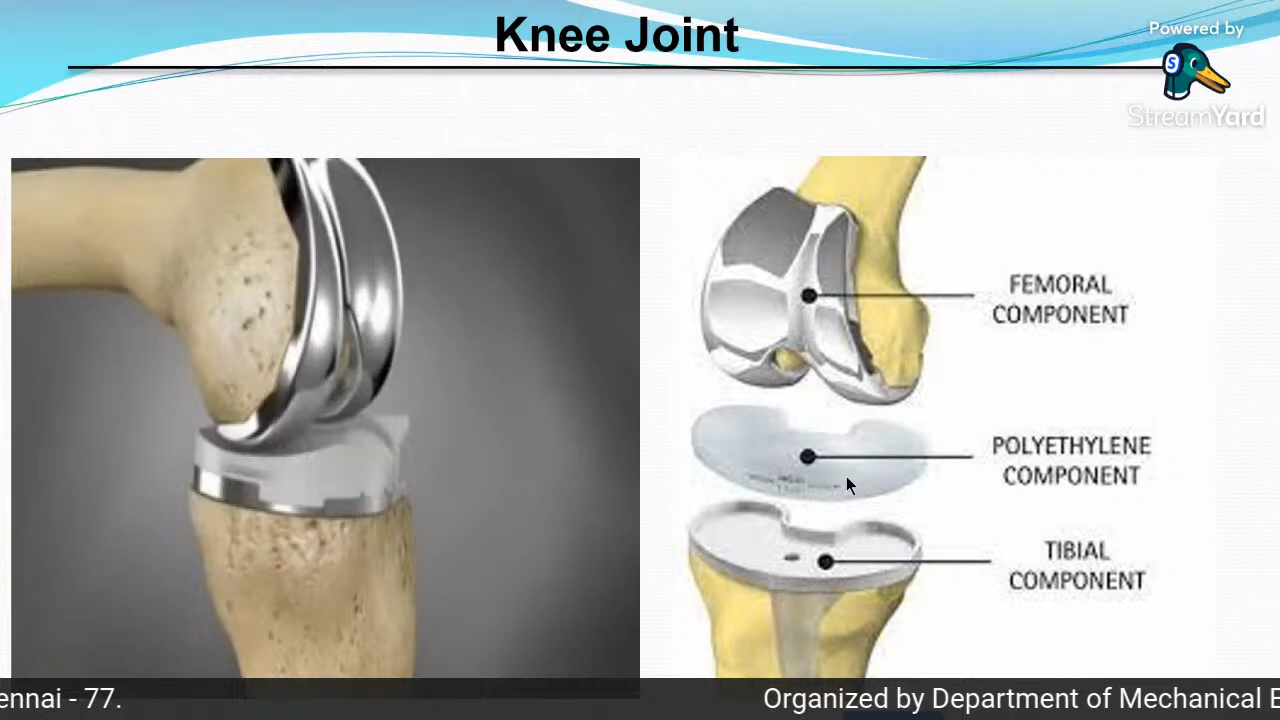 Knee Joint
Powered by
S
StreamYard
FEMORAL
COMPONENT
POLYETHYLENE
COMPONENT
TIBIAL
COMPONENT
ennai - 77.
Organized by Department of Mechanical E